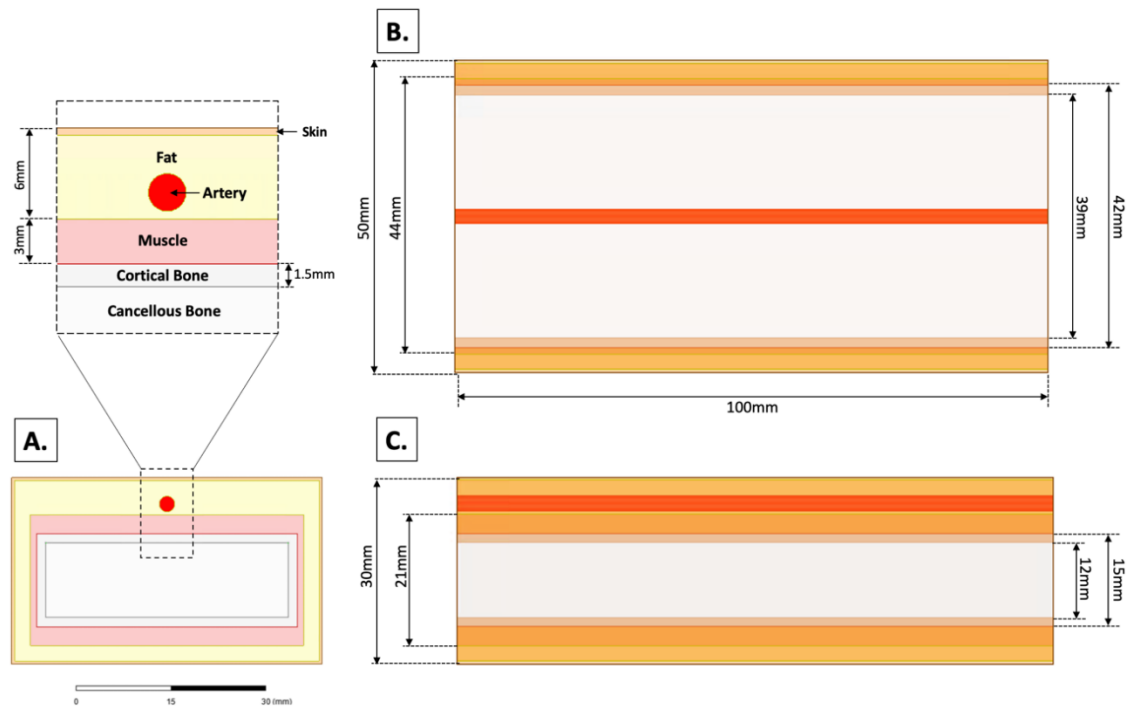 B.
Skin
Fat
6mm
Artery
Muscle
3mm
Cortical Bone
1.5mm
Cancellous Bone
50mm
44mm
39mm
42mm
100mm
A.
C.
30mm
21mm
12mm
15mm
0 15 30 (mm)